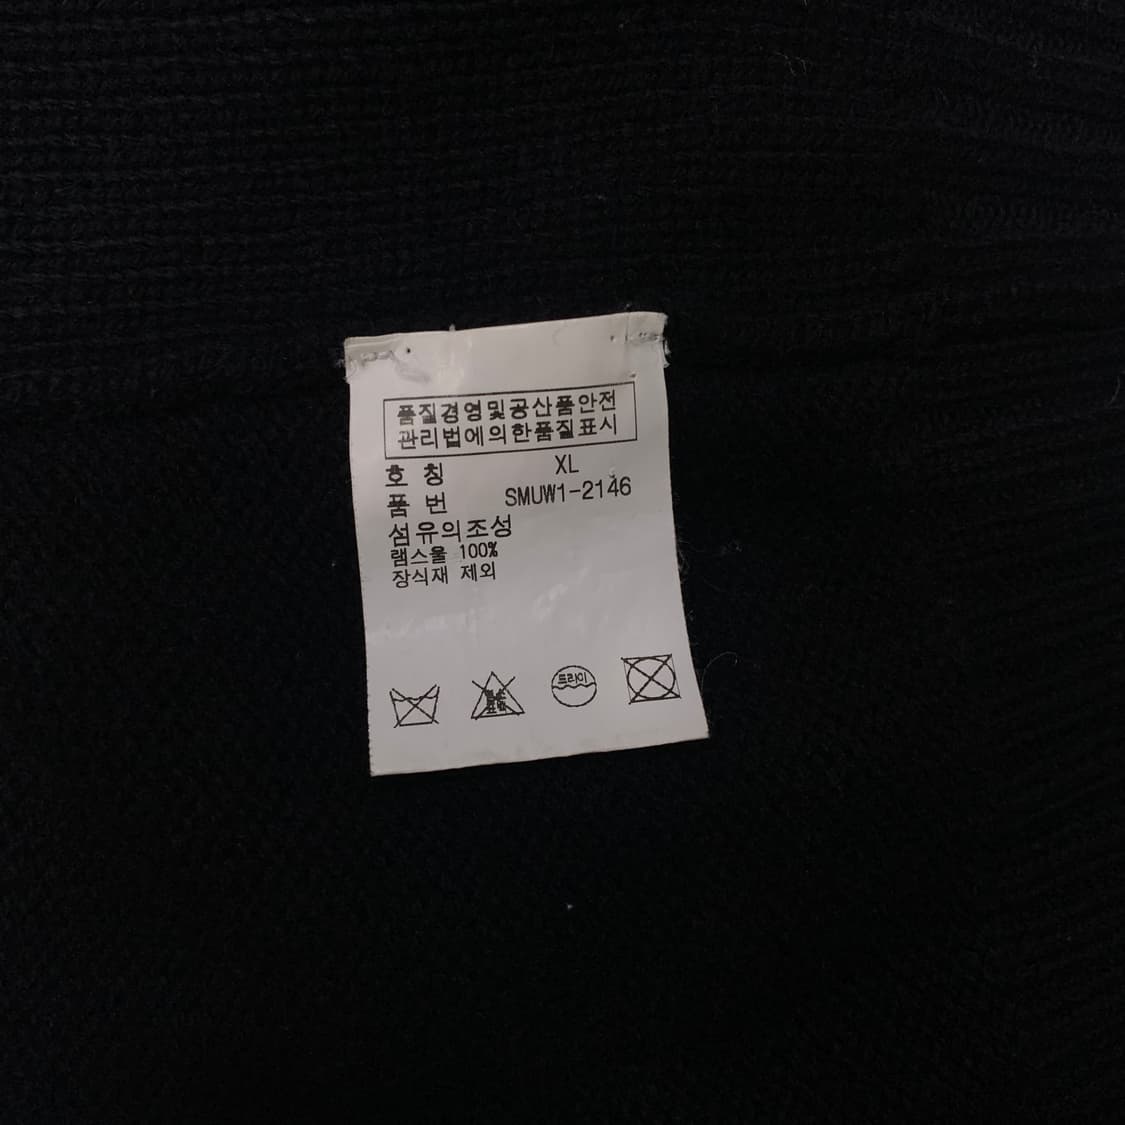 품질경영및공산품안전
관리법에의한품질표시
호 칭 XL
품 번 SMUW1-2146
섬유의조성
램스울 100%
장식재 제외
드라이